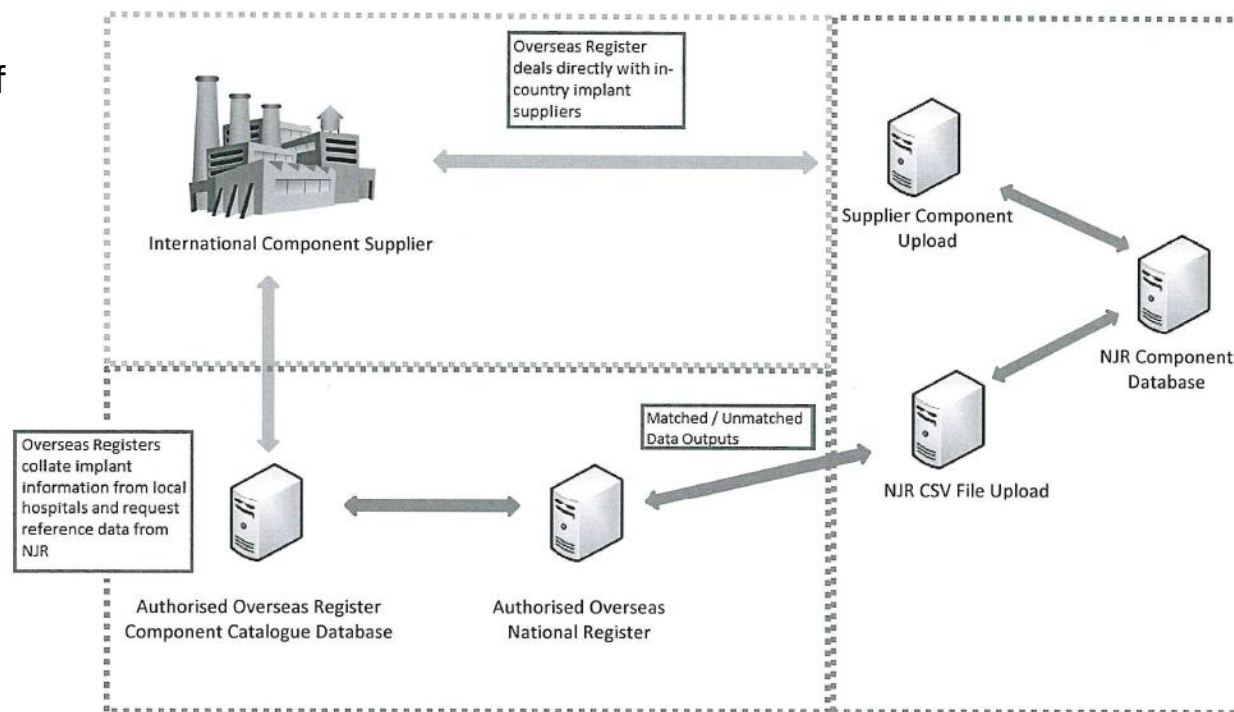 f
Overseas Register
deals directly with in-
country implant
suppliers
International Component Supplier
Supplier Component
Upload
NJR Component
Database
Matched / Unmatched
Data Outputs
NJR CSV File Upload
Overseas Registers
collate implant
information from local
hospitals and request
reference data from
NJR
Authorised Overseas Register
Component Catalogue Database
Authorised Overseas
National Register